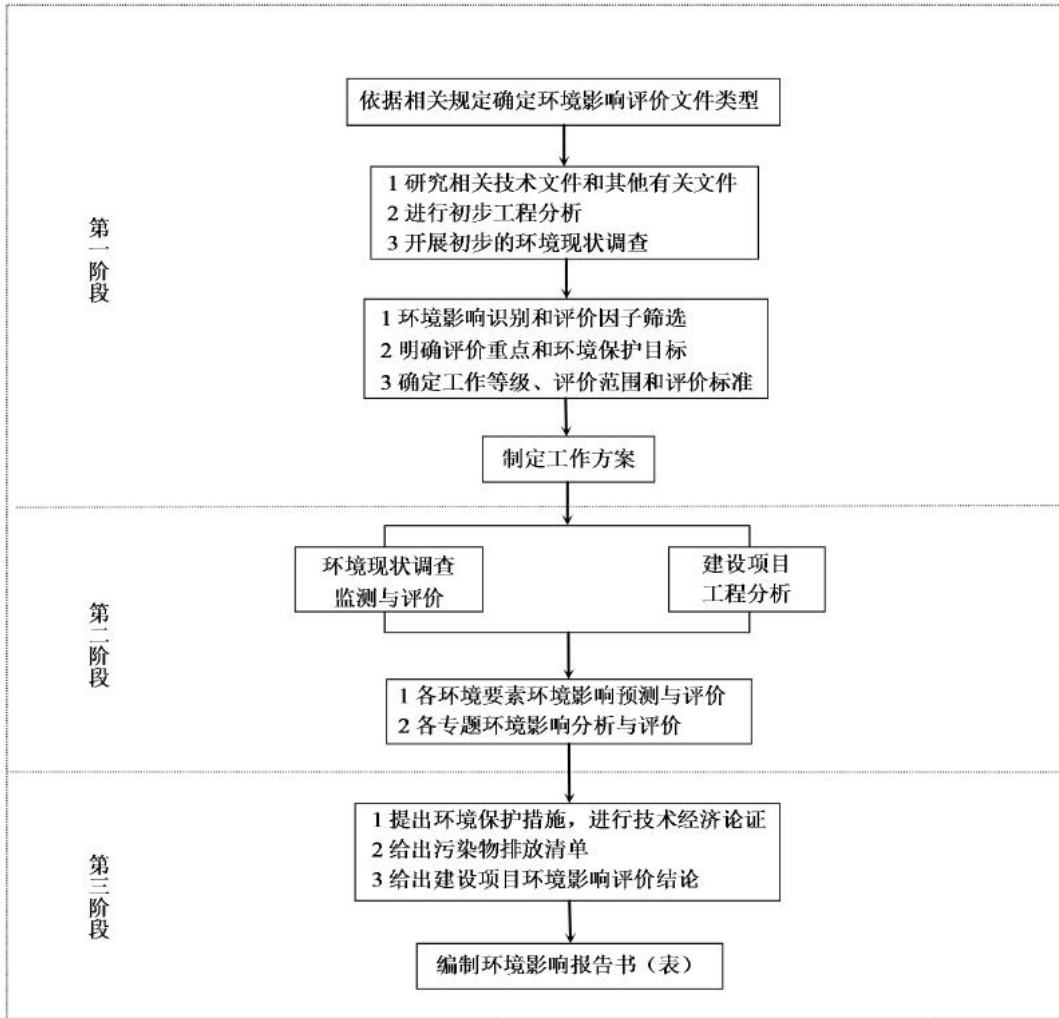 依据相关规定确定环境影响评价文件类型
1 研究相关技术文件和其他有关文件
2 进行初步工程分析
3 开展初步的环境现状调查
第一阶段
1 环境影响识别和评价因子筛选
2 明确评价重点和环境保护目标
3 确定工作等级、评价范围和评价标准
制定工作方案
环境现状调查
监测与评价
建设项目
工程分析
第二阶段
1 各环境要素环境影响预测与评价
2 各专题环境影响分析与评价
1 提出环境保护措施，进行技术经济论证
2 给出污染物排放清单
3 给出建设项目环境影响评价结论
第三阶段
编制环境影响报告书（表）